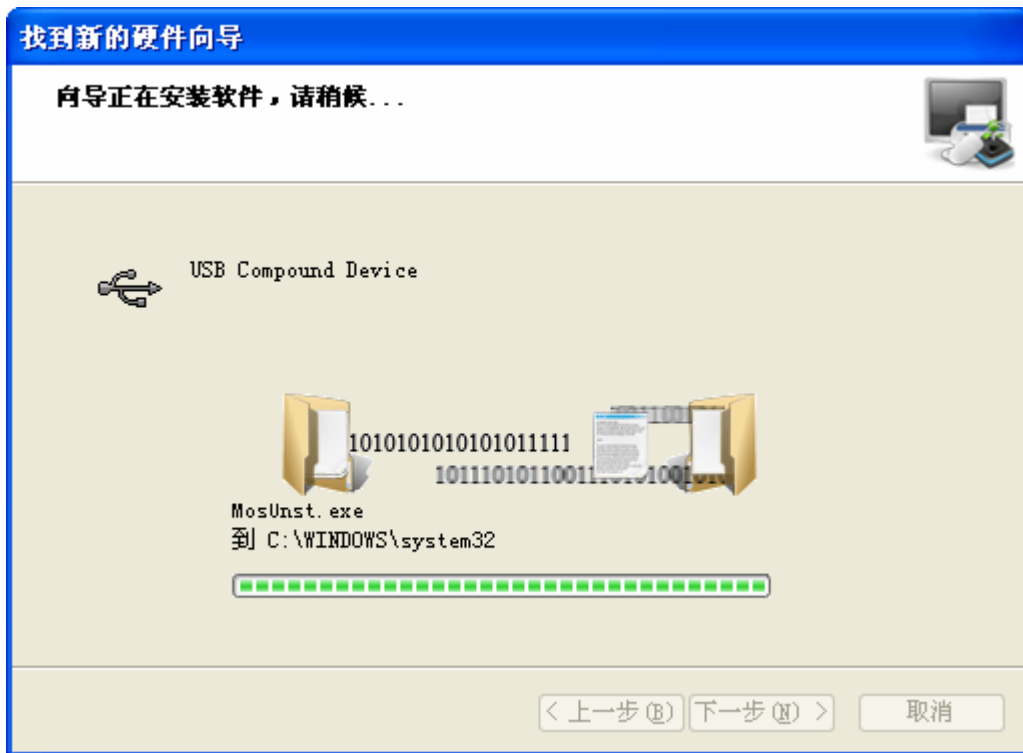 找到新的硬件向导
向导正在安装软件，请稍候...
USB Compound Device
1010101010101011111
MosUnst.exe
到 C:\WINDOWS\system32
< 上一步(B)
下一步(N) >
取消